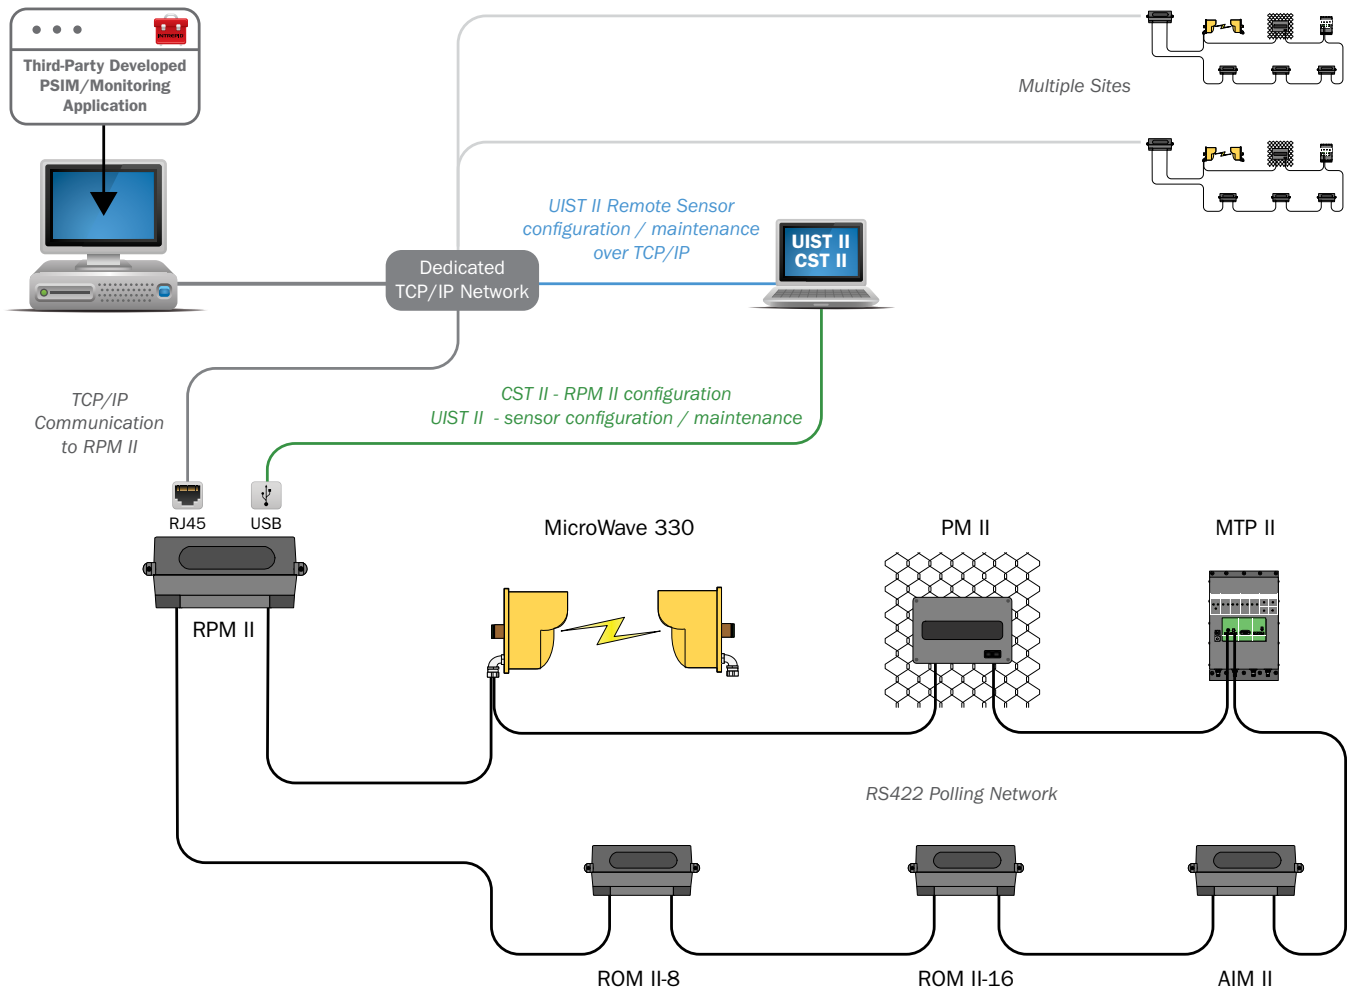 Third-Party Developed
PSIM/Monitoring
Application
Multiple Sites
UIST II Remote Sensor
configuration / maintenance
over TCP/IP
UIST II
CST II
Dedicated
TCP/IP Network
CST II - RPM II configuration
UIST II - sensor configuration / maintenance
TCP/IP
Communication
to RPM II
RJ45
USB
RPM II
MicroWave 330
PM II
MTP II
RS422 Polling Network
ROM II-8
ROM II-16
AIM II